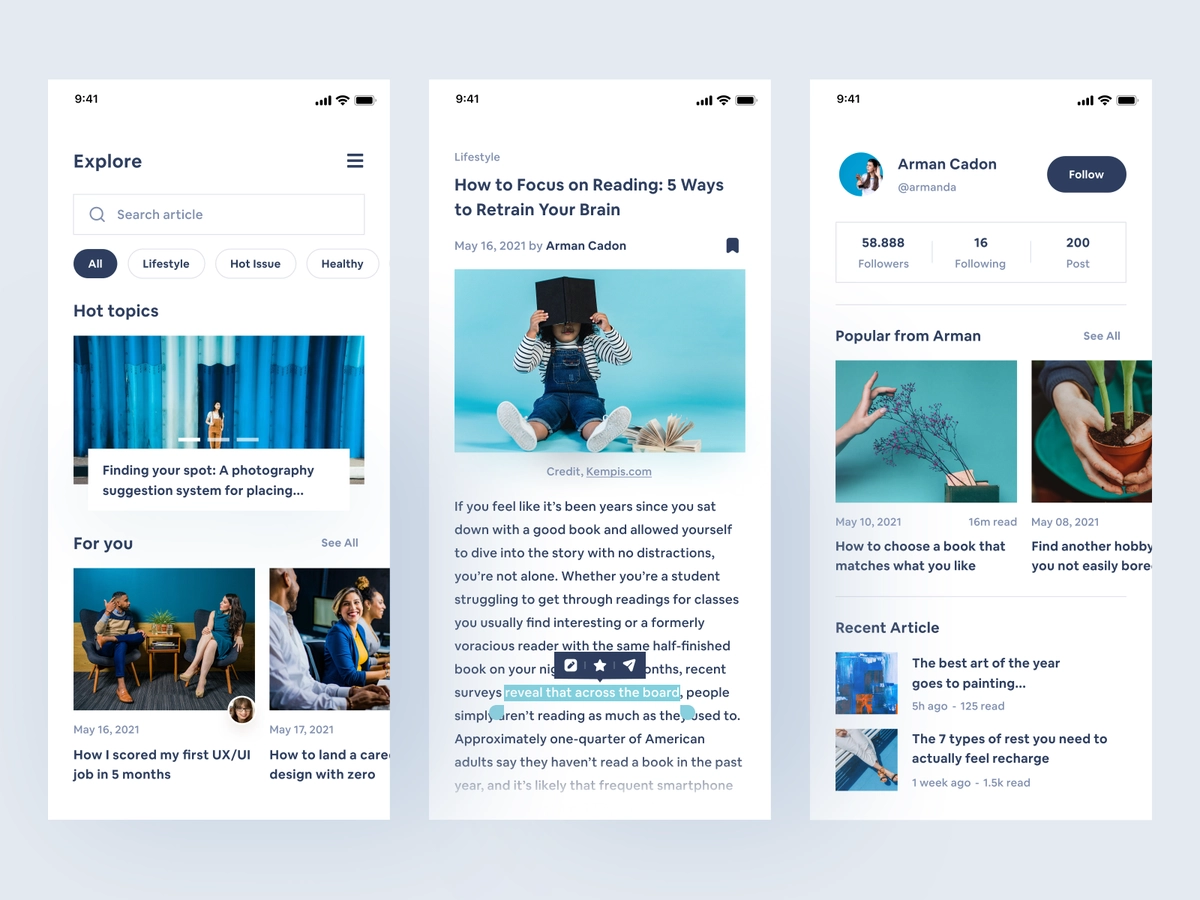 9:41
Explore
Search article
All
Lifestyle
Hot Issue
Healthy
Hot topics
Finding your spot: A photography
suggestion system for placing...
For you
See All
May 16, 2021
How I scored my first UX/UI
job in 5 months
May 17, 2021
How to land a care
design with zero
9:41
Lifestyle
How to Focus on Reading: 5 Ways
to Retrain Your Brain
May 16, 2021 by Arman Cadon
Credit, Kempis.com
If you feel like it’s been years since you sat
down with a good book and allowed yourself
to dive into the story with no distractions,
you’re not alone. Whether you’re a student
struggling to get through readings for classes
you usually find interesting or a formerly
voracious reader with the same half-finished
book on your onths, recent
surveys reveal that across the board, people
simply aren’t reading as much as they used to.
Approximately one-quarter of American
adults say they haven’t read a book in the past
year, and it’s likely that frequent smartphone
9:41
Arman Cadon
@armanda
Follow
58.888
Followers
16
Following
200
Post
Popular from Arman
See All
May 10, 2021
16m read
How to choose a book that
matches what you like
May 08, 2021
Find another hobby
you not easily bore
Recent Article
The best art of the year
goes to painting...
5h ago - 125 read
The 7 types of rest you need to
actually feel recharge
1 week ago - 1.5k read